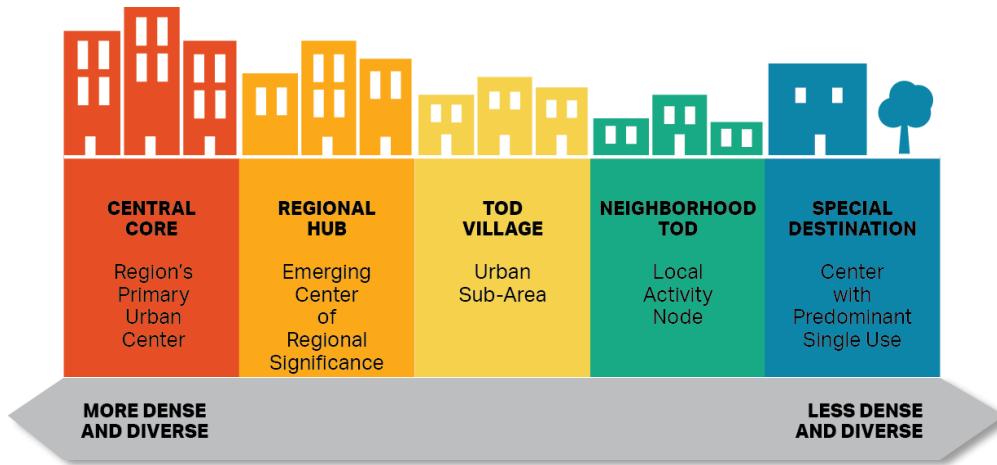 CENTRAL
CORE
Region's
Primary
Urban
Center
REGIONAL
HUB
Emerging
Center
of
Regional
Significance
TOD
VILLAGE
Urban
Sub-Area
NEIGHBORHOOD
TOD
Local
Activity
Node
SPECIAL
DESTINATION
Center
with
Predominant
Single Use
MORE DENSE
AND DIVERSE
LESS DENSE
AND DIVERSE